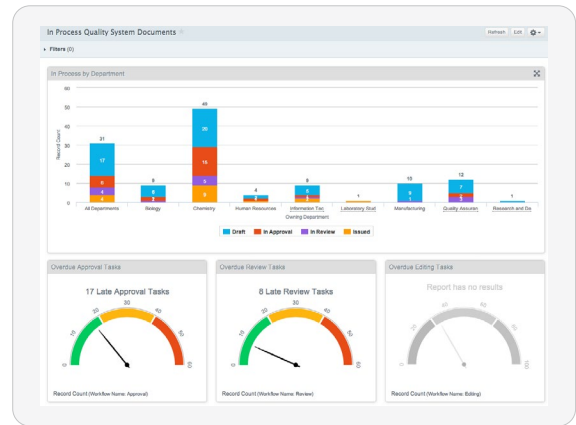 In Process Quality System Documents
Refresh Edit
Filters (0)
In Process by Department
60
50
40
30
20
10
0
Record Count
31
17
4
4
49
20
15
4
8
10
9
1
12
7
1
1
All Departments Biology Chemistry Human Resources Information Tec Laboratory Stud Manufacturing Quality Assuran Research and De
Owning Department
Draft In Approval In Review Issued
Overdue Approval Tasks
17 Late Approval Tasks
0 10 20 30 40 50 60
Record Count (Workflow Name: Approval)
Overdue Review Tasks
8 Late Review Tasks
0 10 20 30 40 50 60
Record Count (Workflow Name: Review)
Overdue Editing Tasks
Report has no results
0 20 40 60 80 100
Record Count (Workflow Name: Editing)